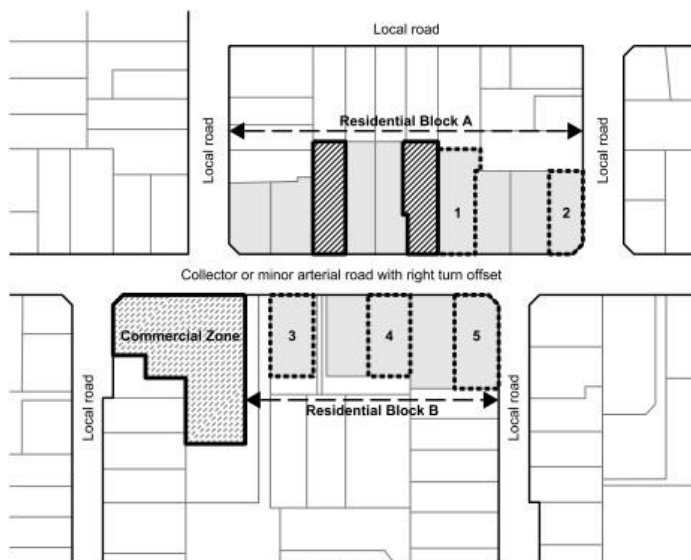 Local road
Residential Block A
Local road
Local road
1
2
Collector or minor arterial road with right turn offset
Commercial Zone
3
4
5
Local road
Residential Block B
Local road